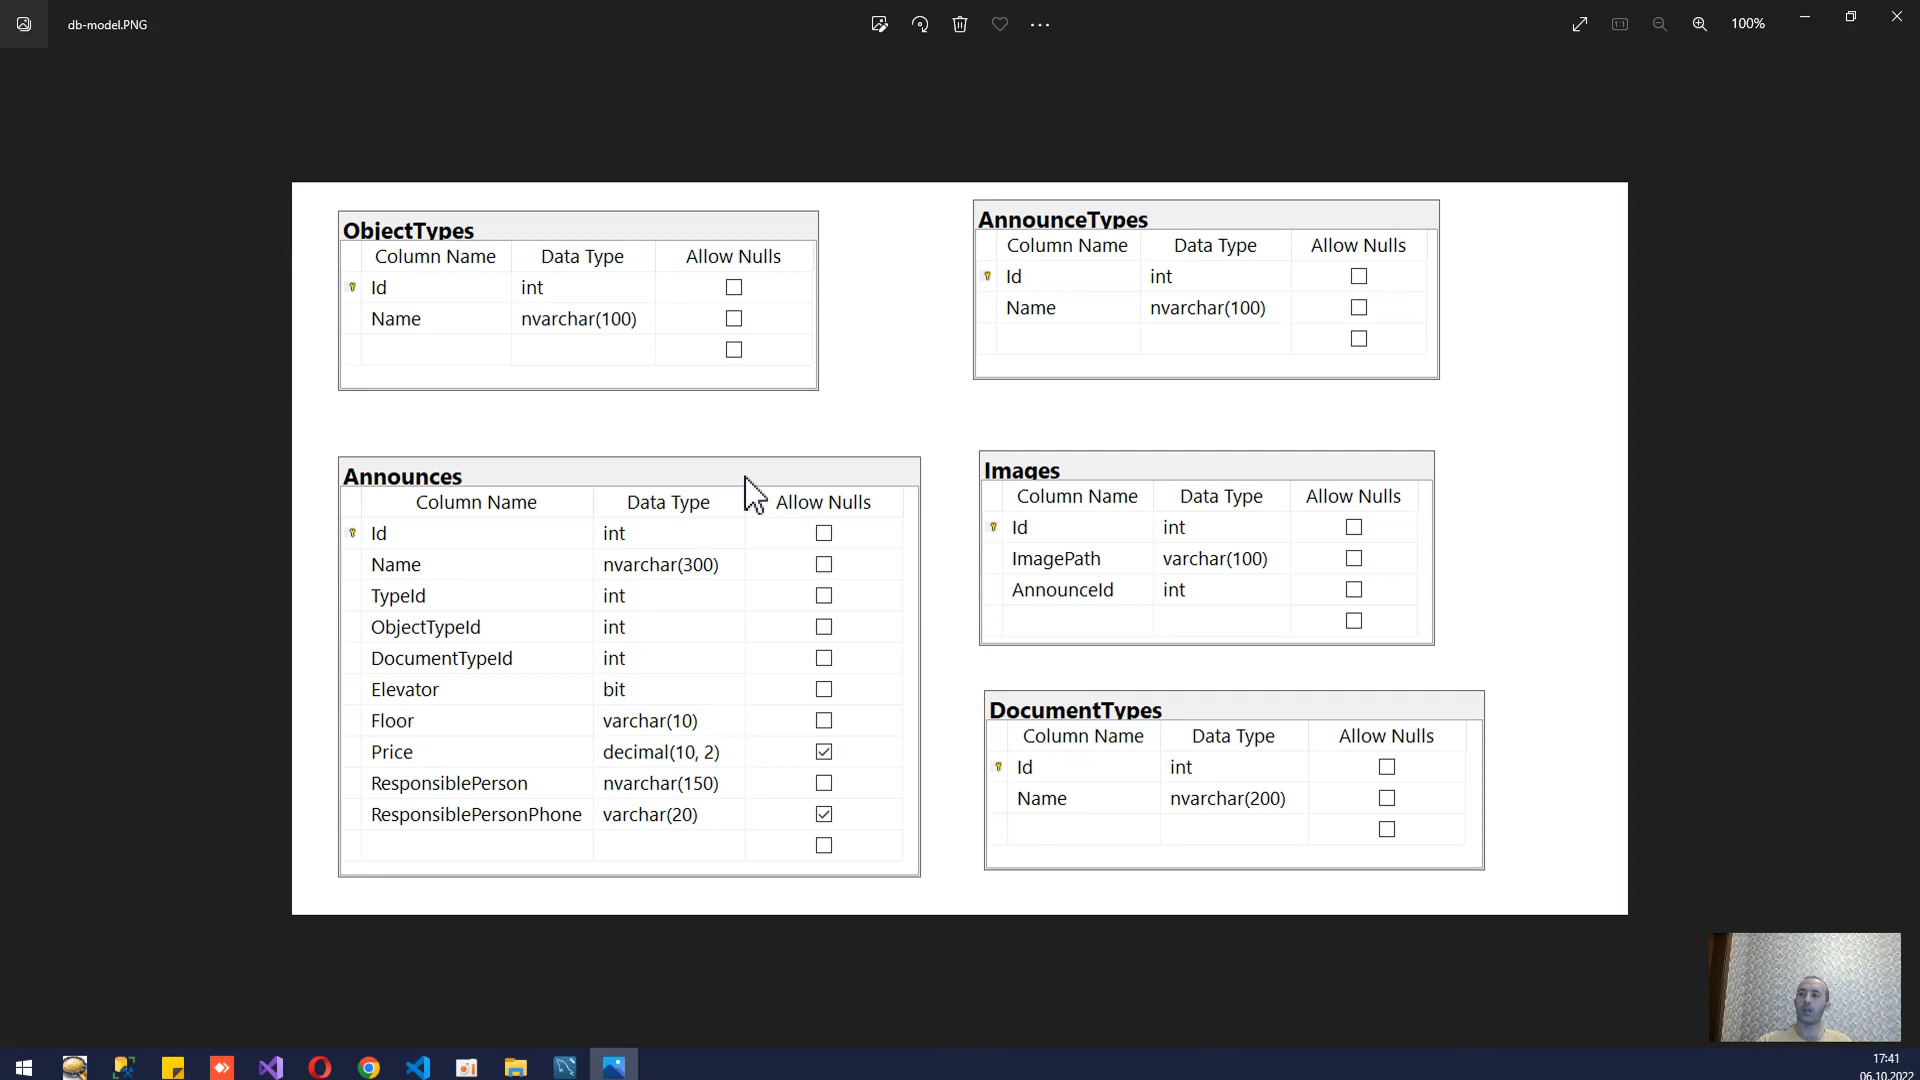 db-model.PNG
100%
ObjectTypes
Column Name Data Type Allow Nulls
Id int
Name nvarchar(100)
AnnounceTypes
Column Name Data Type Allow Nulls
Id int
Name nvarchar(100)
Announces
Column Name Data Type Allow Nulls
Id int
Name nvarchar(300)
TypeId int
ObjectTypeId int
DocumentTypeId int
Elevator bit
Floor varchar(10)
Price decimal(10, 2)
ResponsiblePerson nvarchar(150)
ResponsiblePersonPhone varchar(20)
Images
Column Name Data Type Allow Nulls
Id int
ImagePath varchar(100)
AnnounceId int
DocumentTypes
Column Name Data Type Allow Nulls
Id int
Name nvarchar(200)
17:41
06.10.2022